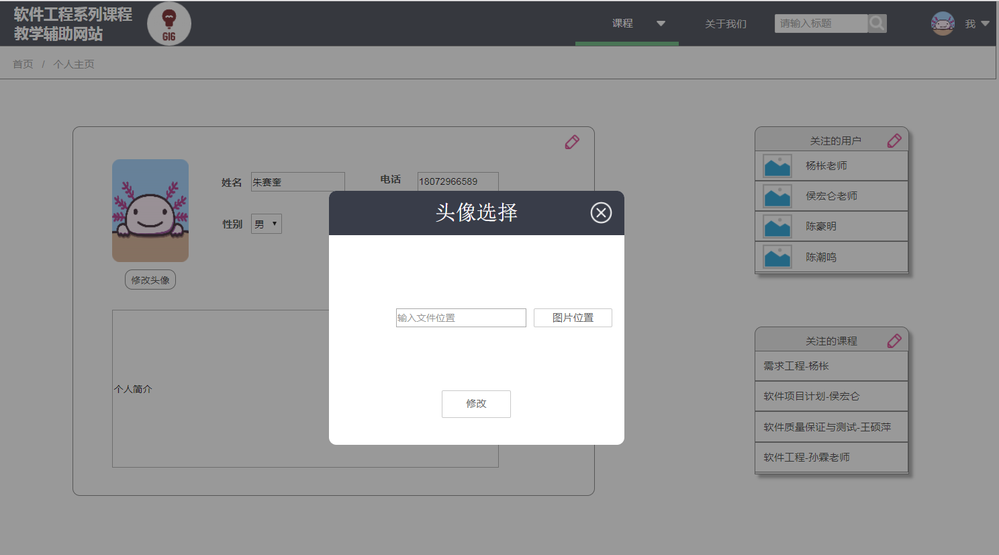 软件工程系列课程
教学辅助网站
G16
课程
关于我们
请输入标题
我
首页 / 个人主页
姓名
朱赛奎
电话
18072966589
性别
男
修改头像
个人简介
头像选择
输入文件位置
图片位置
修改
关注的用户
杨枨老师
侯宏仑老师
陈豪明
陈潮鸣
关注的课程
需求工程-杨枨
软件项目计划-侯宏仑
软件质量保证与测试-王硕萍
软件工程-孙霖老师